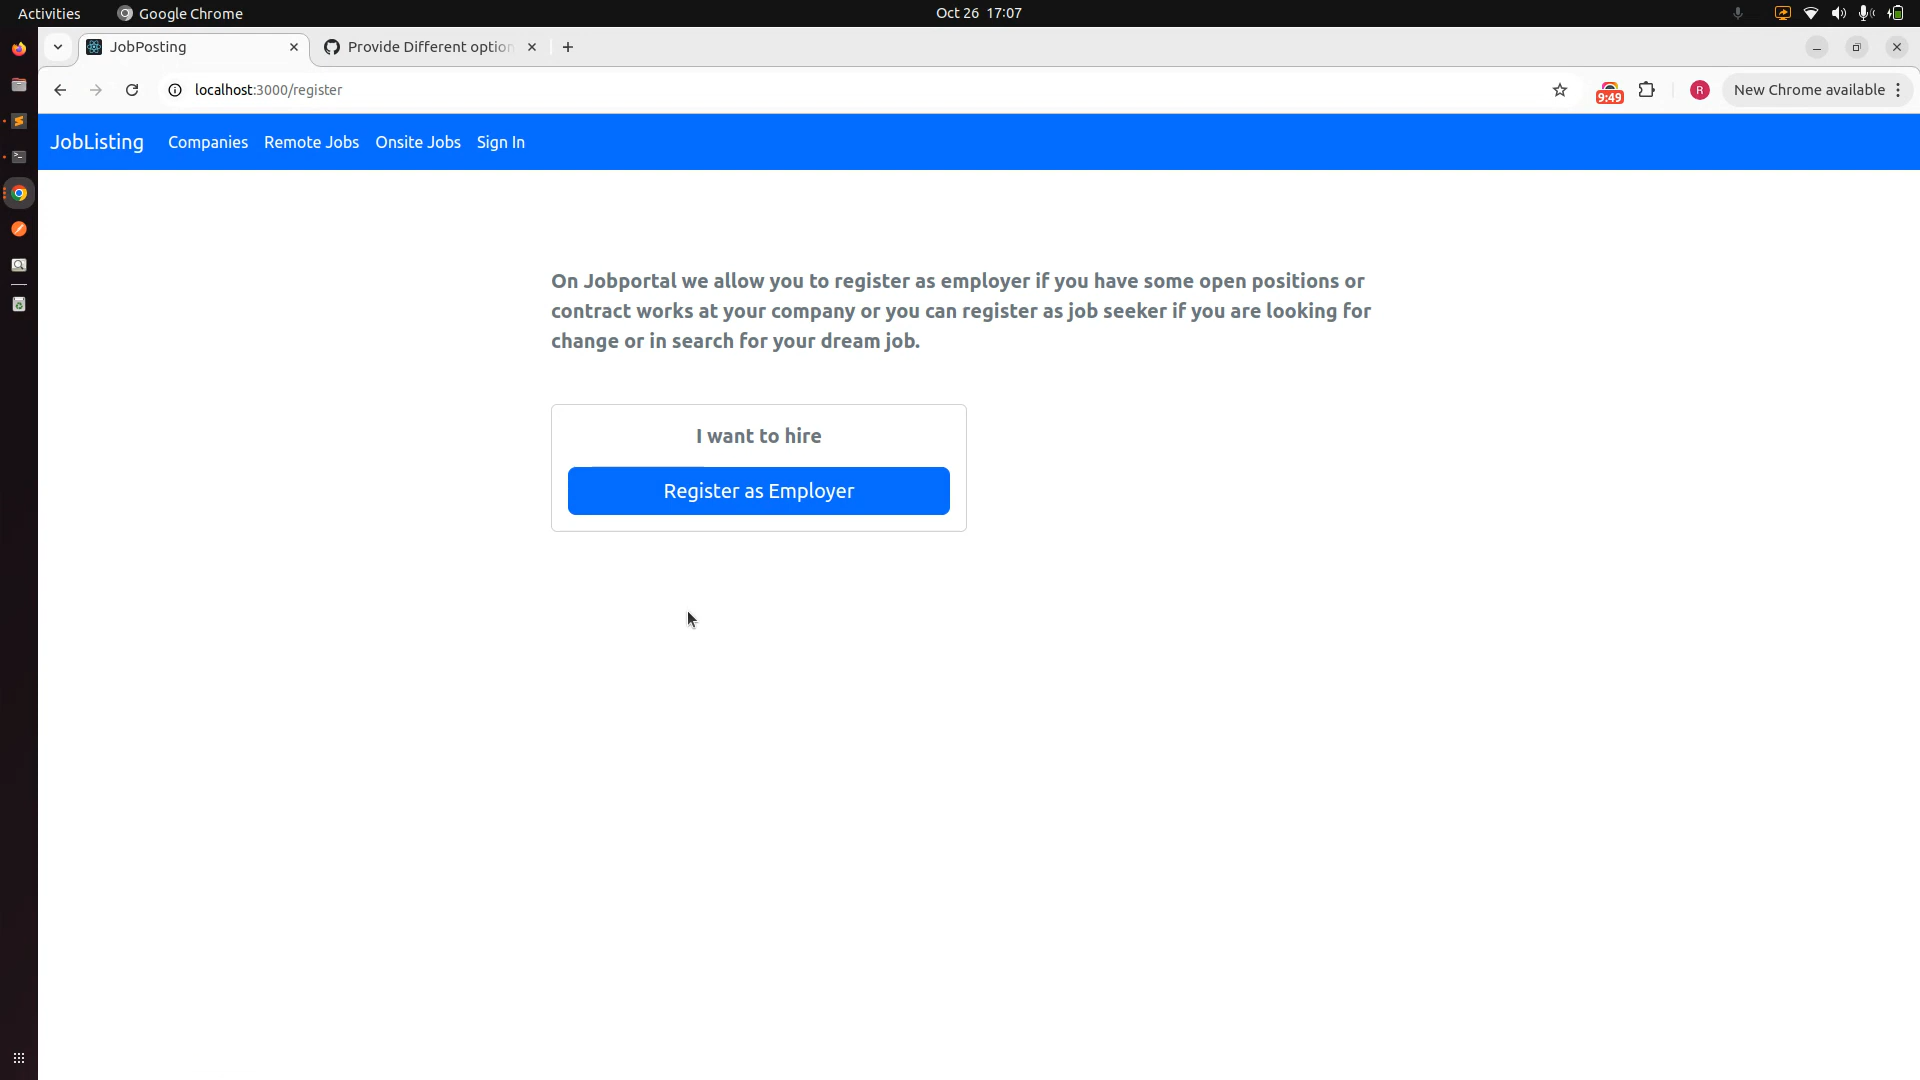 Activities Google Chrome Oct 26 17:07
JobPosting Provide Different option
localhost:3000/register 9:49 R New Chrome available
JobListing Companies Remote Jobs Onsite Jobs Sign In
On Jobportal we allow you to register as employer if you have some open positions or
contract works at your company or you can register as job seeker if you are looking for
change or in search for your dream job.
I want to hire
Register as Employer